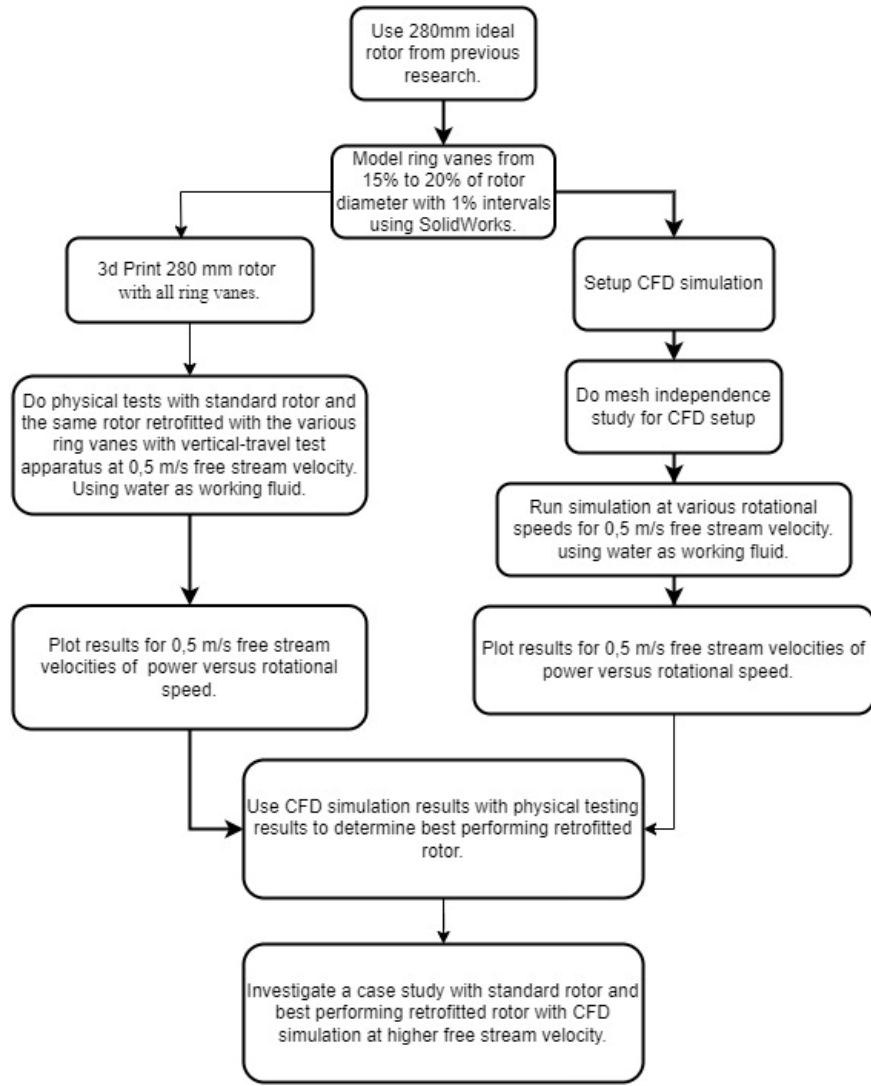 Use 280mm ideal
rotor from previous
research.
Model ring vanes from
15% to 20% of rotor
diameter with 1% intervals
using SolidWorks.
3d Print 280 mm rotor
with all ring vanes.
Setup CFD simulation
Do physical tests with standard rotor and
the same rotor retrofitted with the various
ring vanes with vertical-travel test
apparatus at 0,5 m/s free stream velocity.
Using water as working fluid.
Do mesh independence
study for CFD setup
Run simulation at various rotational
speeds for 0,5 m/s free stream velocity.
using water as working fluid.
Plot results for 0,5 m/s free stream
velocities of power versus rotational
speed.
Plot results for 0,5 m/s free stream velocities of
power versus rotational speed.
Use CFD simulation results with physical testing
results to determine best performing retrofitted
rotor.
Investigate a case study with standard rotor and
best performing retrofitted rotor with CFD
simulation at higher free stream velocity.